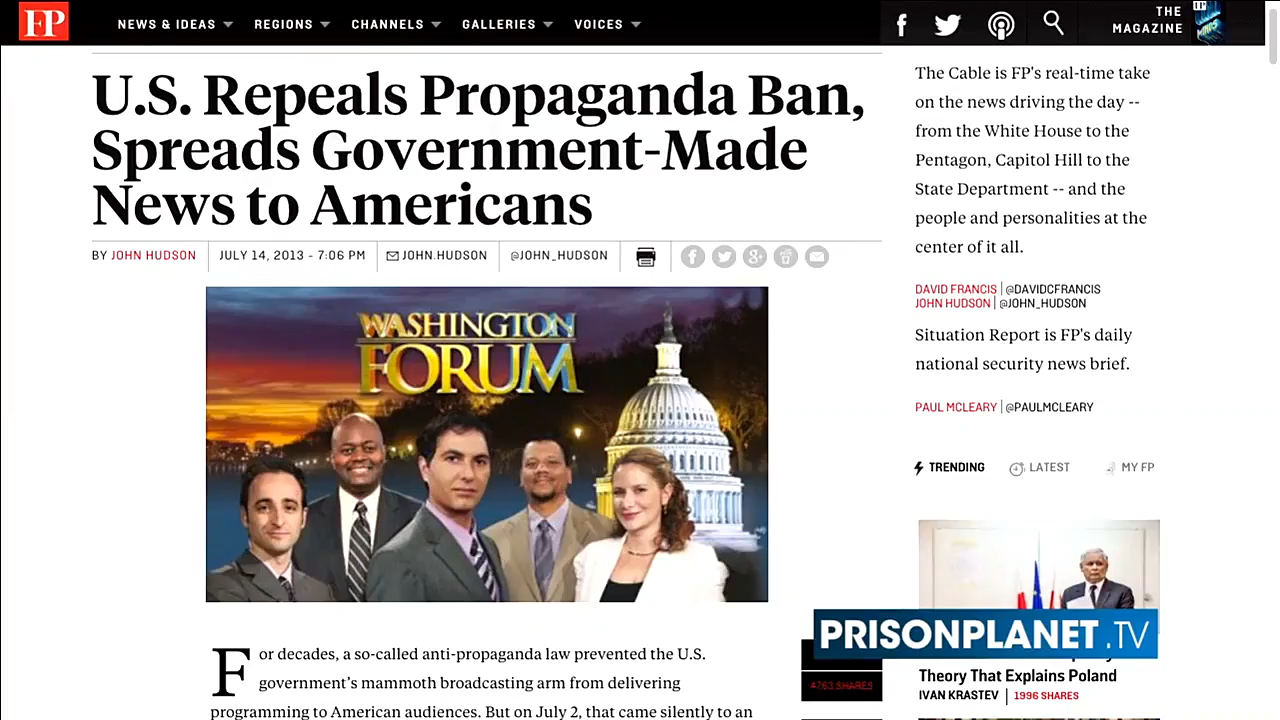 FP
NEWS & IDEAS
REGIONS
CHANNELS
GALLERIES
VOICES
THE
MAGAZINE
U.S. Repeals Propaganda Ban,
Spreads Government-Made
News to Americans
BY JOHN HUDSON
JULY 14, 2013 - 7:06 PM
JOHN.HUDSON
@JOHN_HUDSON
WASHINGTON
FORUM
For decades, a so-called anti-propaganda law prevented the U.S.
government's mammoth broadcasting arm from delivering
programming to American audiences. But on July 2, that came silently to an
4763 SHARES
The Cable is FP's real-time take
on the news driving the day --
from the White House to the
Pentagon, Capitol Hill to the
State Department -- and the
people and personalities at the
center of it all.
DAVID FRANCIS | @DAVIDCFRANCIS
JOHN HUDSON | @JOHN_HUDSON
Situation Report is FP's daily
national security news brief.
PAUL MCLEARY | @PAULMCLEARY
TRENDING
LATEST
MY FP
PRISONPLANET.TV
Theory That Explains Poland
IVAN KRASTEV | 1996 SHARES